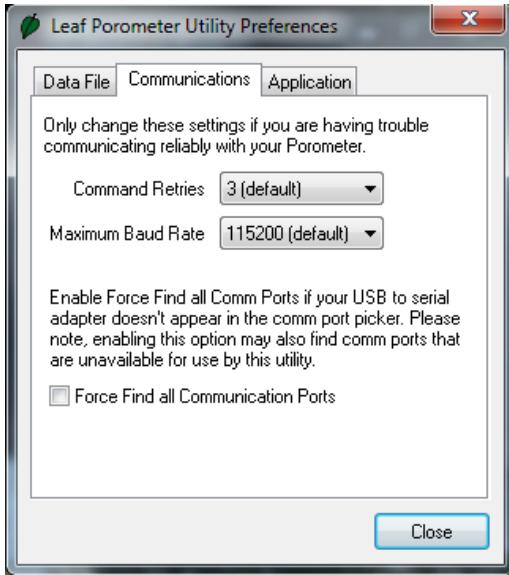 Leaf Porometer Utility Preferences
Data File
Communications
Application
Only change these settings if you are having trouble
communicating reliably with your Porometer.
Command Retries 3 (default)
Maximum Baud Rate 115200 (default)
Enable Force Find all Comm Ports if your USB to serial
adapter doesn't appear in the comm port picker. Please
note, enabling this option may also find comm ports that
are unavailable for use by this utility.
Force Find all Communication Ports
Close